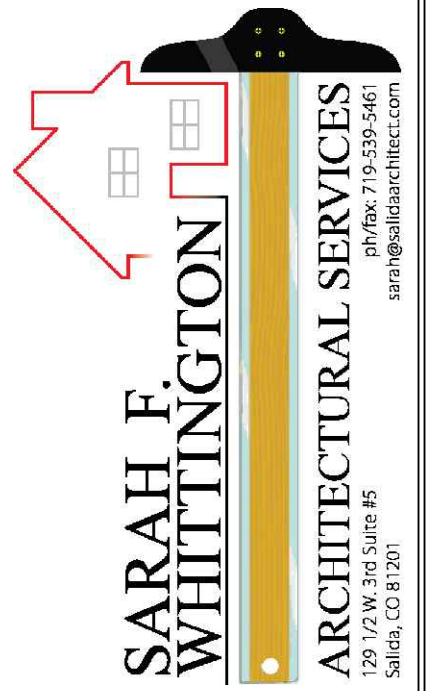 SARAH F.
WHITTINGTON
ARCHITECTURAL SERVICES
129 1/2 W. 3rd Suite #5
Salida, CO 81201
ph/fax: 719-539-5461
sarah@salidaarchitect.com